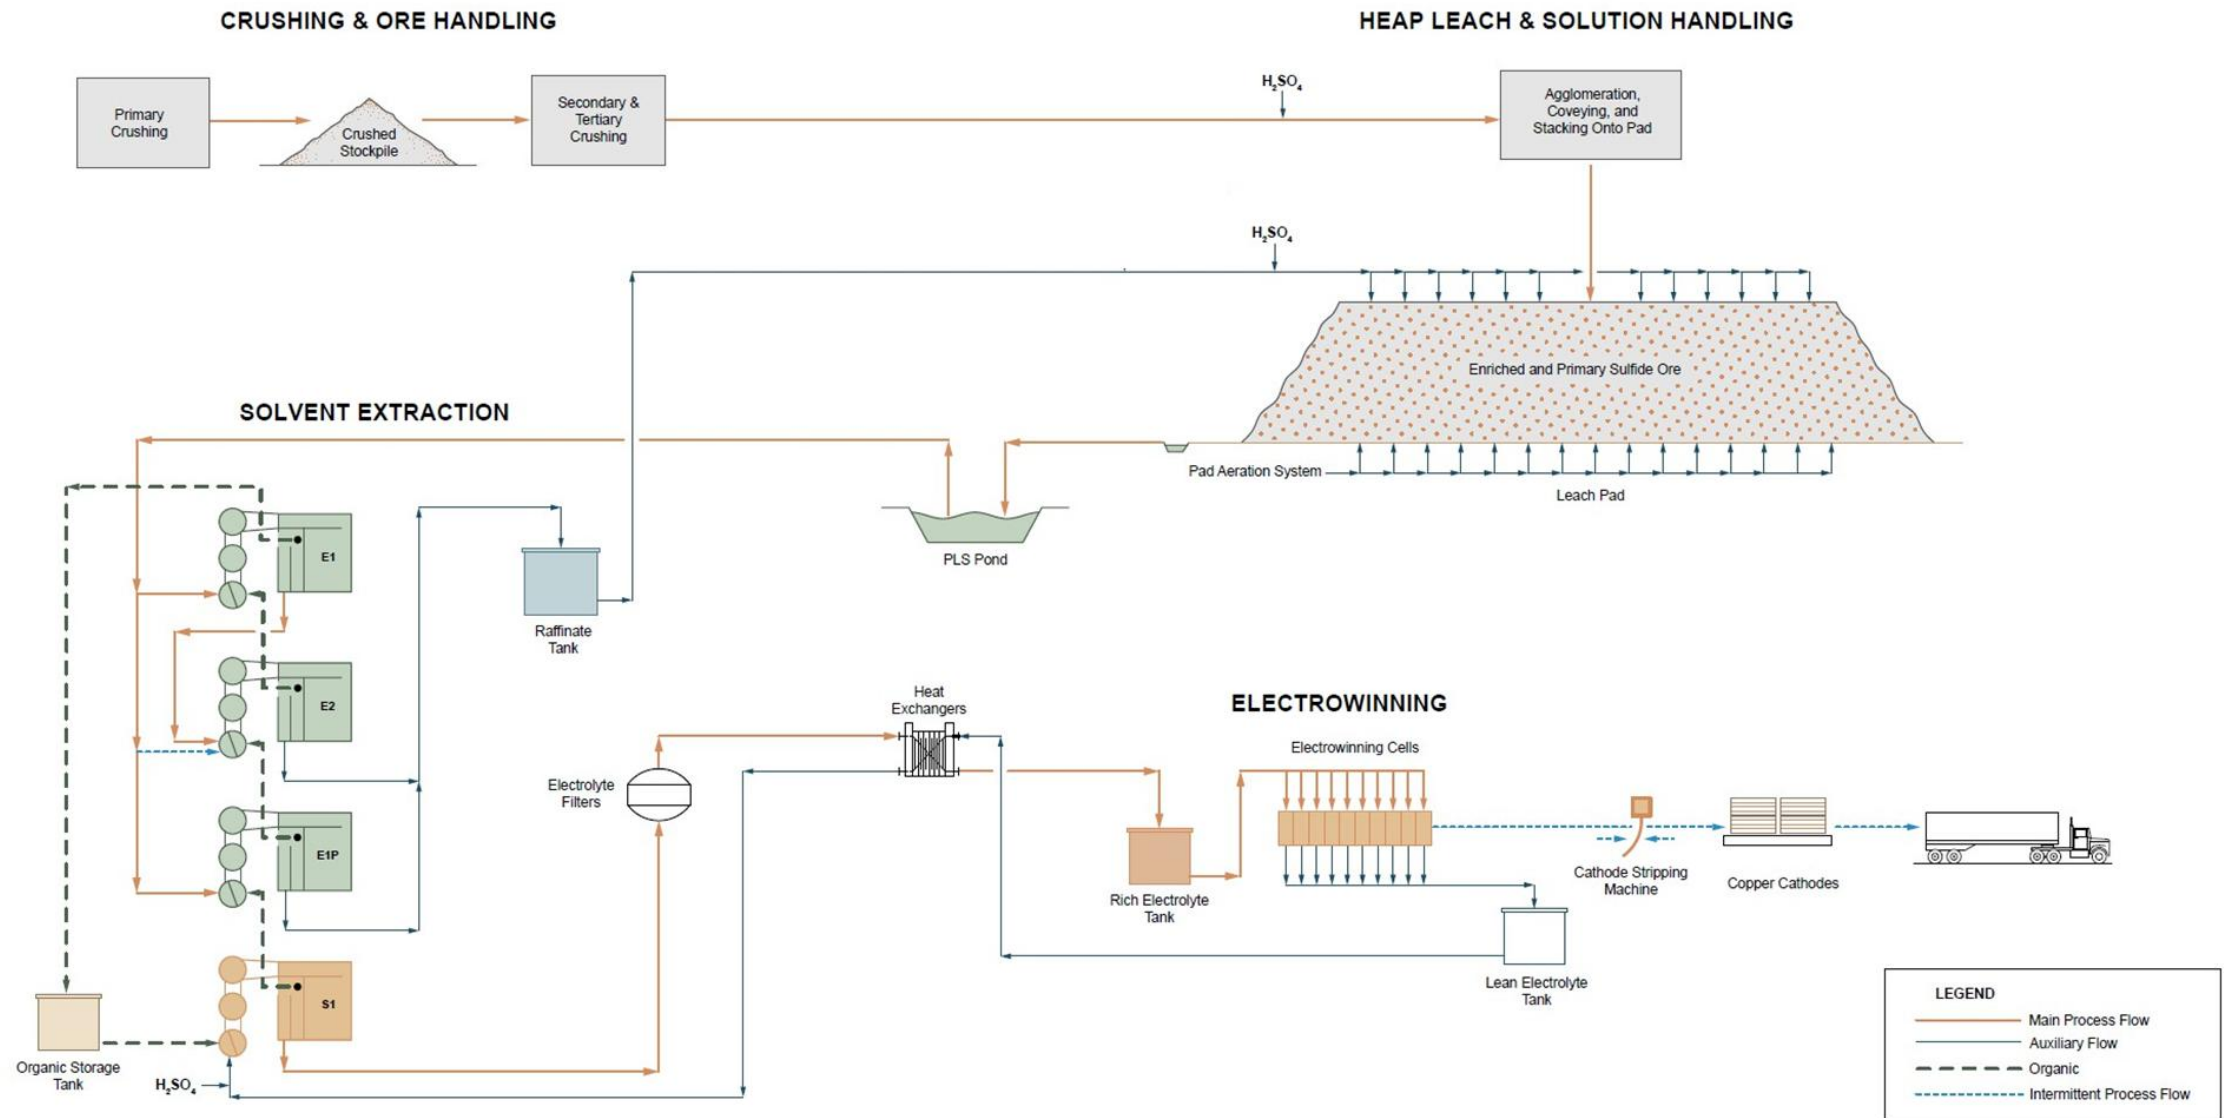 CRUSHING & ORE HANDLING
HEAP LEACH & SOLUTION HANDLING
Primary
Crushing
Crushed
Stockpile
Secondary &
Tertiary
Crushing
H₂SO₄
Agglomeration,
Coveying, and
Stacking Onto Pad
H₂SO₄
Enriched and Primary Sulfide Ore
Pad Aeration System
Leach Pad
PLS Pond
SOLVENT EXTRACTION
E1
E2
E1P
S1
Raffinate
Tank
Organic Storage
Tank
H₂SO₄
Electrolyte
Filters
Heat
Exchangers
ELECTROWINNING
Electrowinning Cells
Rich Electrolyte
Tank
Lean Electrolyte
Tank
Cathode Stripping
Machine
Copper Cathodes
LEGEND
Main Process Flow
Auxiliary Flow
Organic
Intermittent Process Flow